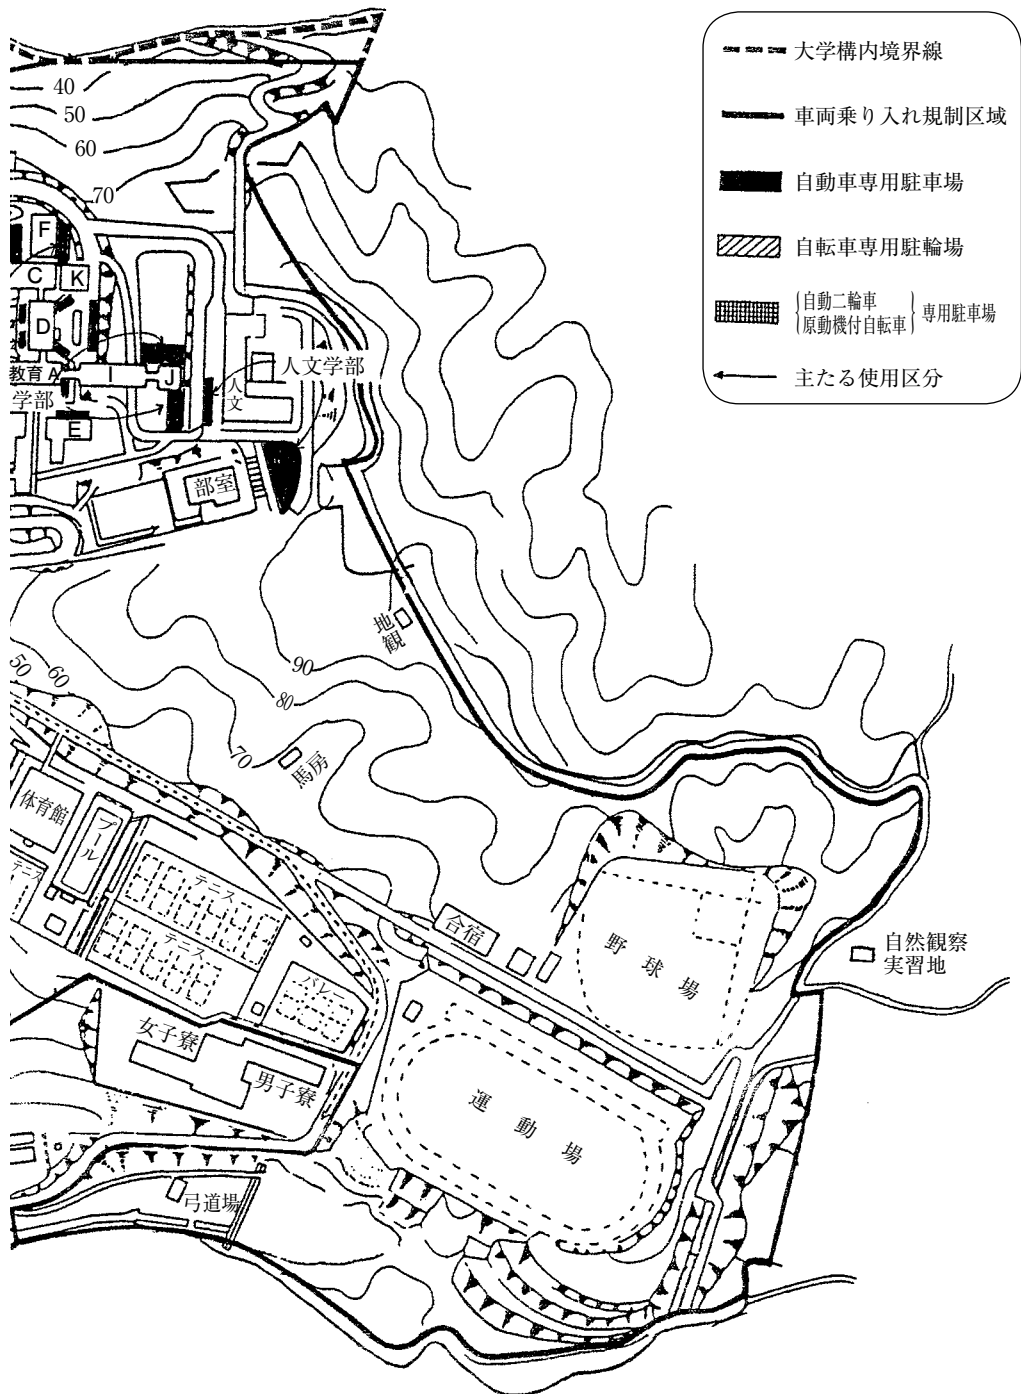 大学構内境界線
車両乗り入れ規制区域
自動車専用駐車場
自転車専用駐輪場
自動二輪車
原動機付自転車
専用駐車場
主たる使用区分
40
50
60
70
F
C
K
D
教育
A
I
J
学部
E
人文
人文学部
部室
地観
90
80
70
50
60
馬房
体育館
プール
テニス
テニス
テニス
バレー
合宿
野球場
自然観察
実習地
女子寮
男子寮
運動場
弓道場